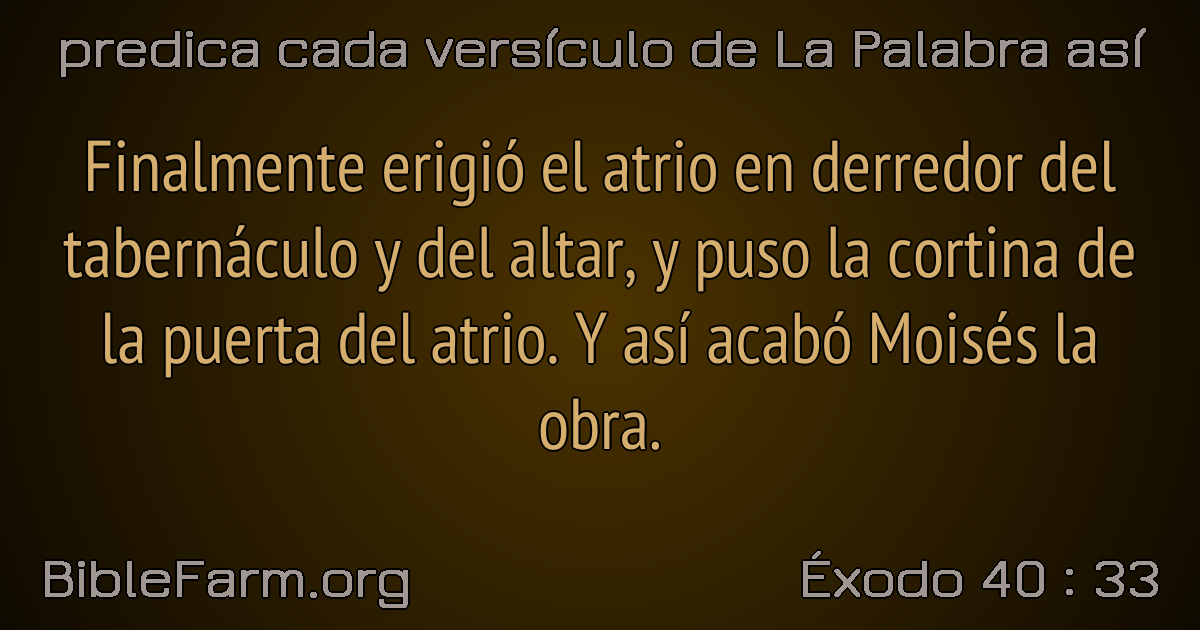 predica cada versículo de La Palabra así
Finalmente erigió el atrio en derredor del
tabernáculo y del altar, y puso la cortina de
la puerta del atrio. Y así acabó Moisés la
obra.
BibleFarm.org
Éxodo 40 : 33